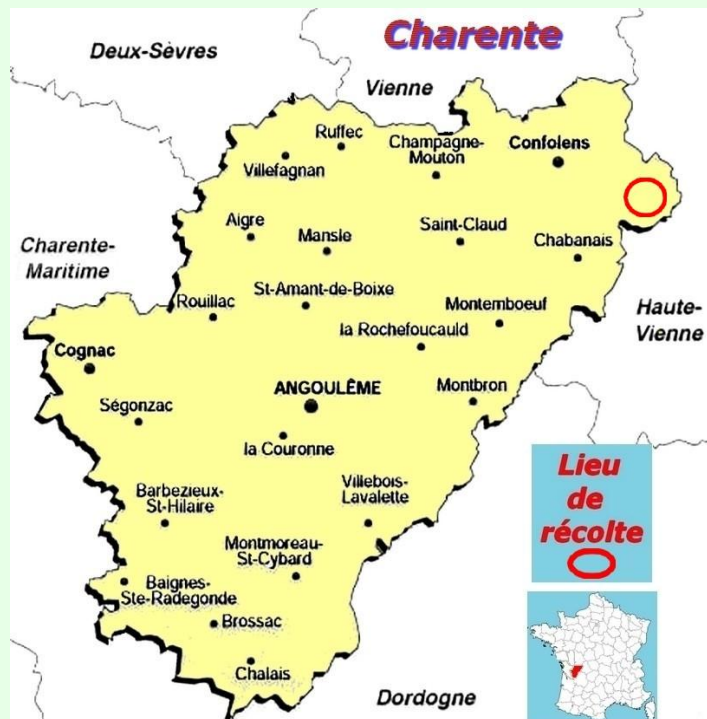 Charente
Deux-Sèvres
Vienne
Ruffec
Champagne-
Mouton
Confolens
Villefagnan
Aigre
Mansle
Saint-Claud
Chabanais
Charente-
Maritime
Rouillac
St-Amant-de-Boixe
Montemboeuf
Haute-
Vienne
la Rochefoucauld
Cognac
ANGOULÊME
Montbron
Ségonzac
la Couronne
Villebois-
Lavalette
Barbezieux-
St-Hilaire
Montmoreau-
St-Cybard
Baignes-
Ste-Radegonde
Brossac
Chalais
Dordogne
Lieu
de
récolte